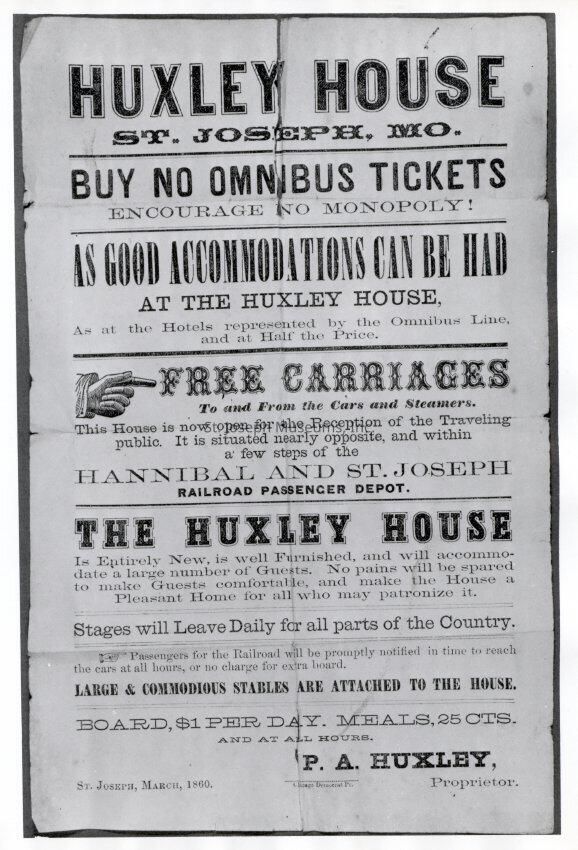 HUXLEY HOUSE
ST. JOSEPH, MO.
BUY NO OMNIBUS TICKETS
ENCOURAGE NO MONOPOLY!
AS GOOD ACCOMMODATIONS CAN BE HAD
AT THE HUXLEY HOUSE,
As at the Hotels represented by the Omnibus Line,
and at Half the Price.
FREE CARRIAGES
To and From the Cars and Steamers.
This House is now open for the Reception of the Traveling
St. Joseph Museums, Inc.
public. It is situated nearly opposite, and within
a few steps of the
HANNIBAL AND ST. JOSEPH
RAILROAD PASSENGER DEPOT.
THE HUXLEY HOUSE
Is Entirely New, is well Furnished, and will accommo-
date a large number of Guests. No pains will be spared
to make Guests comfortable, and make the House a
Pleasant Home for all who may patronize it.
Stages will Leave Daily for all parts of the Country.
Passengers for the Railroad will be promptly notified in time to reach
the cars at all hours, or no charge for extra board.
LARGE & COMMODIOUS STABLES ARE ATTACHED TO THE HOUSE.
BOARD, $1 PER DAY. MEALS, 25 CTS.
AND AT ALL HOURS.
P. A. HUXLEY,
Proprietor.
ST. JOSEPH, MARCH, 1860.
Chicago Democrat Pr.